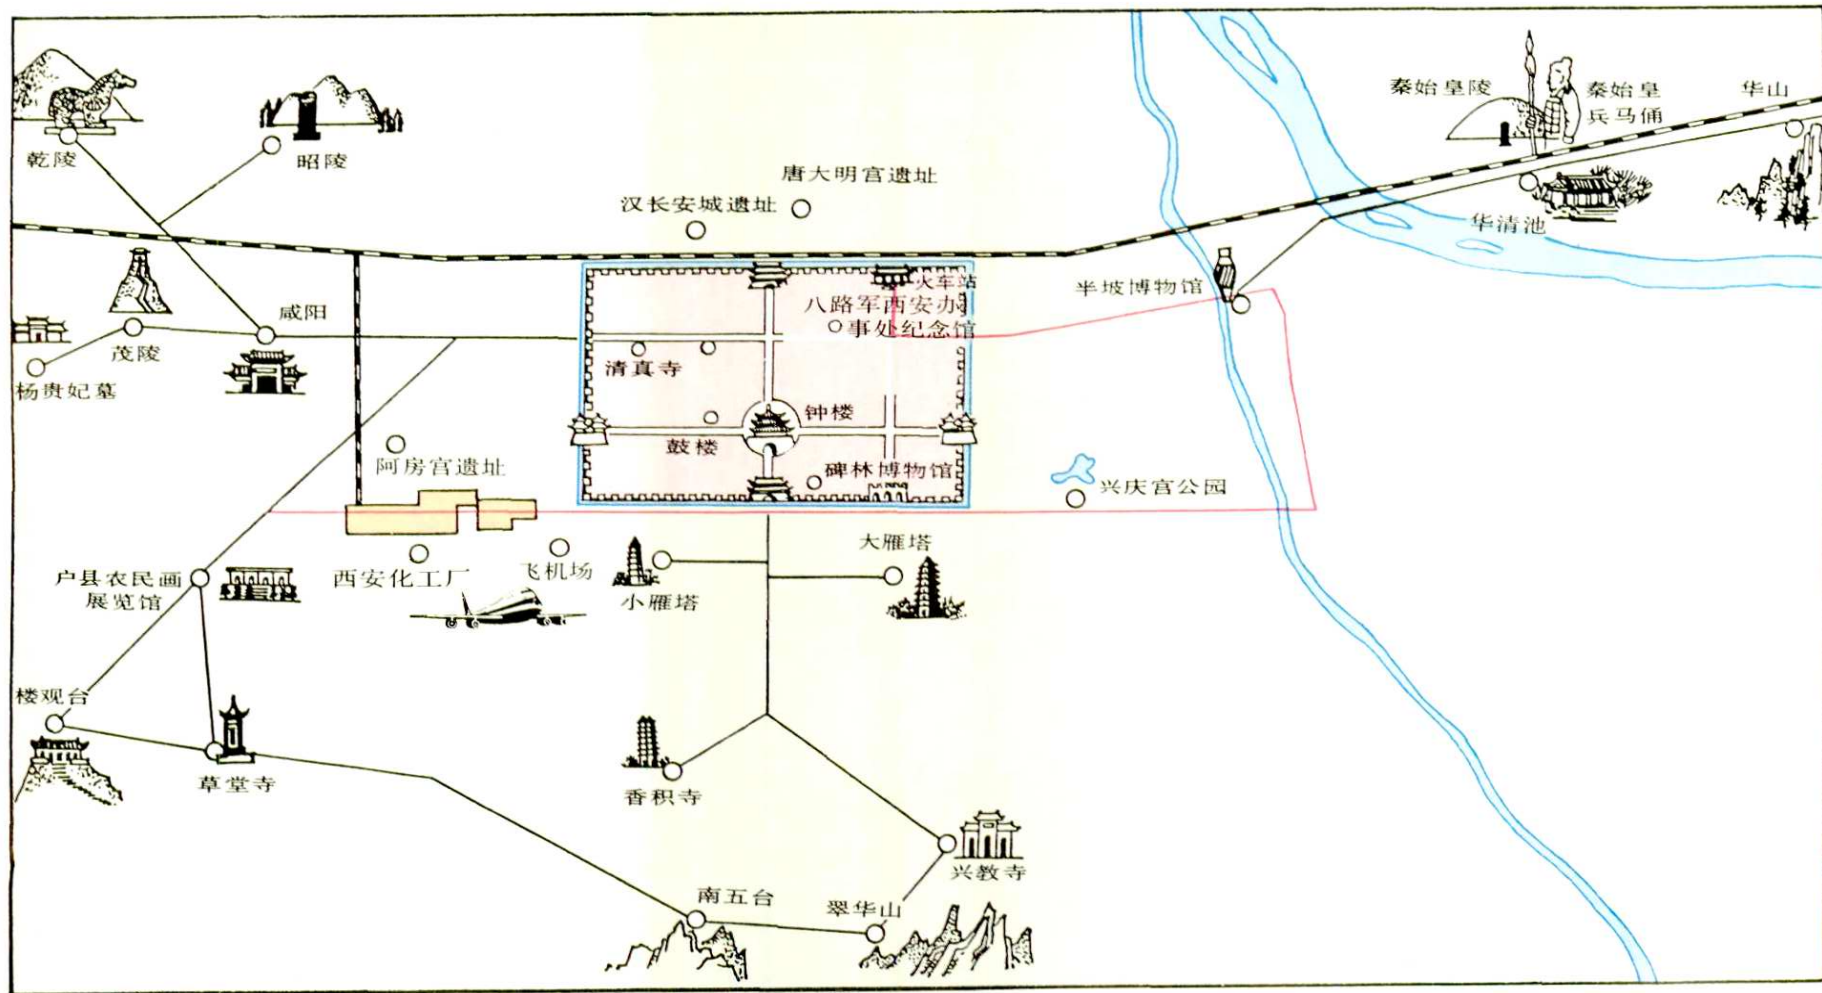 秦始皇陵
秦始皇
兵马俑
华山
乾陵
昭陵
唐大明宫遗址
汉长安城遗址
华清池
半坡博物馆
火车站
八路军西安办
事处纪念馆
咸阳
茂陵
杨贵妃墓
清真寺
钟楼
鼓楼
阿房宫遗址
碑林博物馆
兴庆宫公园
户县农民画
展览馆
西安化工厂
飞机场
小雁塔
大雁塔
楼观台
草堂寺
香积寺
兴教寺
南五台
翠华山